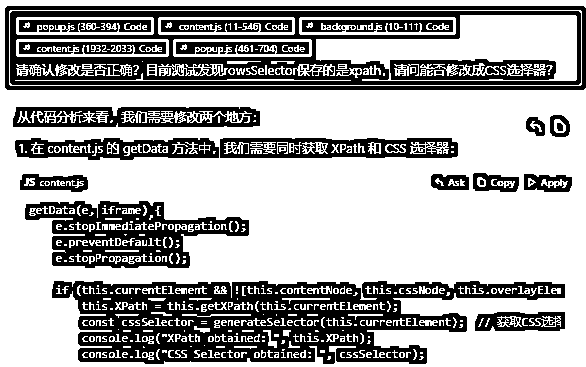 popup.js (360-394) Code content.js (11-546) Code background.js (10-111) Code
content.js (1932-2033) Code popup.js (461-704) Code
请确认修改是否正确？目前测试发现rowsSelector保存的是xpath，请问能否修改成CSS选择器？
从代码分析来看，我们需要修改两个地方：
1. 在 content.js 的 getData 方法中，我们需要同时获取 XPath 和 CSS 选择器：
JS content.js Ask Copy Apply
getData(e, iframe) {
e.stopImmediatePropagation();
e.preventDefault();
e.stopPropagation();
if (this.currentElement && ![this.contentNode, this.cssNode, this.overlayElem
this.XPath = this.getXPath(this.currentElement);
const cssSelector = generateSelector(this.currentElement); // 获取CSS选择
console.log("XPath obtained: ", this.XPath);
console.log("CSS Selector obtained: ", cssSelector);